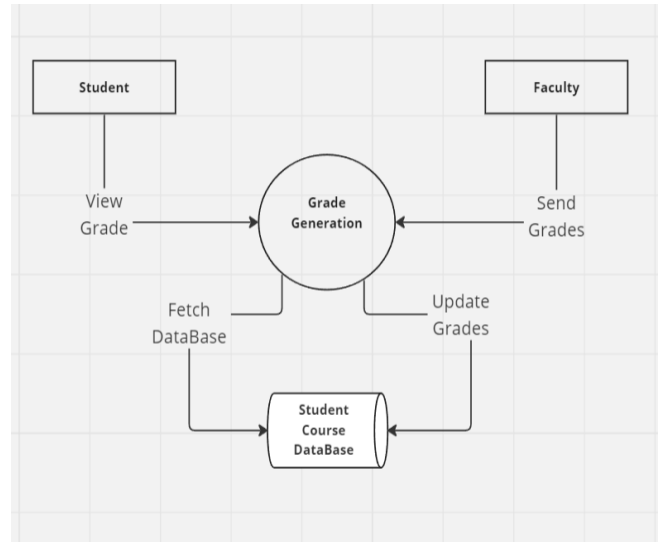 Student
Faculty
View
Grade
Grade
Generation
Send
Grades
Fetch
DataBase
Update
Grades
Student
Course
DataBase